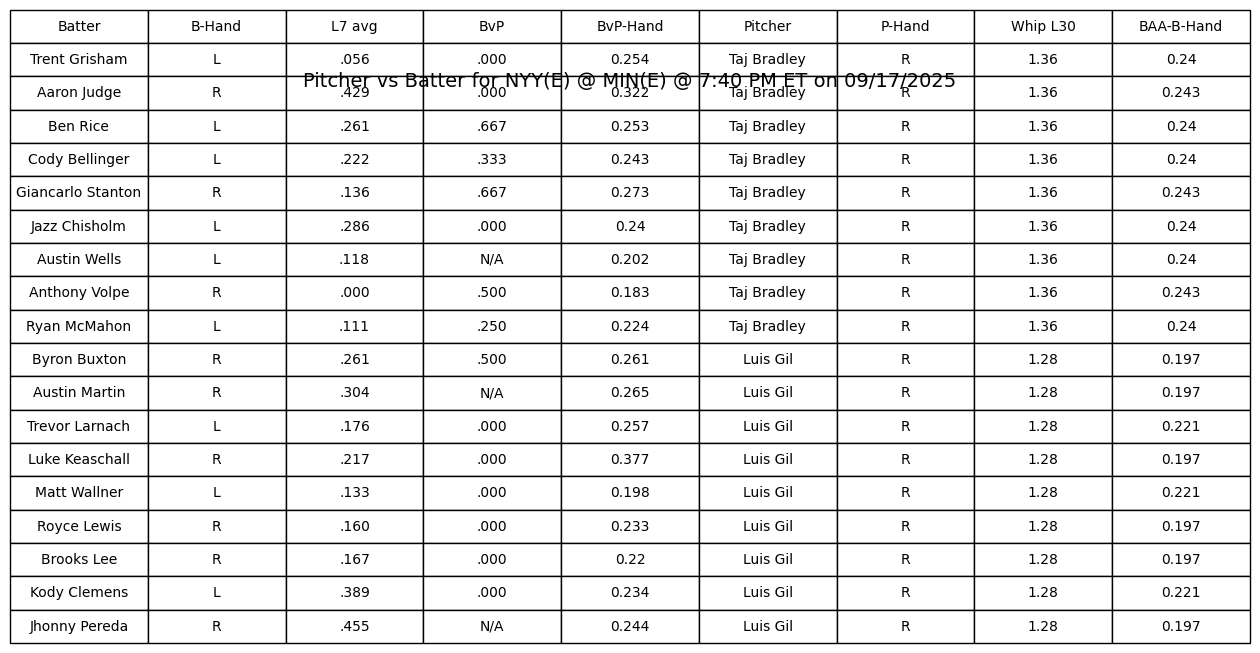 Batter B-Hand L7 avg BvP BvP-Hand Pitcher P-Hand Whip L30 BAA-B-Hand
Trent Grisham L .056 .000 0.254 Taj Bradley R 1.36 0.24
Pitcher vs Batter for NYY(E) @ MIN(E) @ 7:40 PM ET on 09/17/2025
Aaron Judge R .429 .000 0.322 Taj Bradley R 1.36 0.243
Ben Rice L .261 .667 0.253 Taj Bradley R 1.36 0.24
Cody Bellinger L .222 .333 0.243 Taj Bradley R 1.36 0.24
Giancarlo Stanton R .136 .667 0.273 Taj Bradley R 1.36 0.243
Jazz Chisholm L .286 .000 0.24 Taj Bradley R 1.36 0.24
Austin Wells L .118 N/A 0.202 Taj Bradley R 1.36 0.24
Anthony Volpe R .000 .500 0.183 Taj Bradley R 1.36 0.243
Ryan McMahon L .111 .250 0.224 Taj Bradley R 1.36 0.24
Byron Buxton R .261 .500 0.261 Luis Gil R 1.28 0.197
Austin Martin R .304 N/A 0.265 Luis Gil R 1.28 0.197
Trevor Larnach L .176 .000 0.257 Luis Gil R 1.28 0.221
Luke Keaschall R .217 .000 0.377 Luis Gil R 1.28 0.197
Matt Wallner L .133 .000 0.198 Luis Gil R 1.28 0.221
Royce Lewis R .160 .000 0.233 Luis Gil R 1.28 0.197
Brooks Lee R .167 .000 0.22 Luis Gil R 1.28 0.197
Kody Clemens L .389 .000 0.234 Luis Gil R 1.28 0.221
Jhonny Pereda R .455 N/A 0.244 Luis Gil R 1.28 0.197